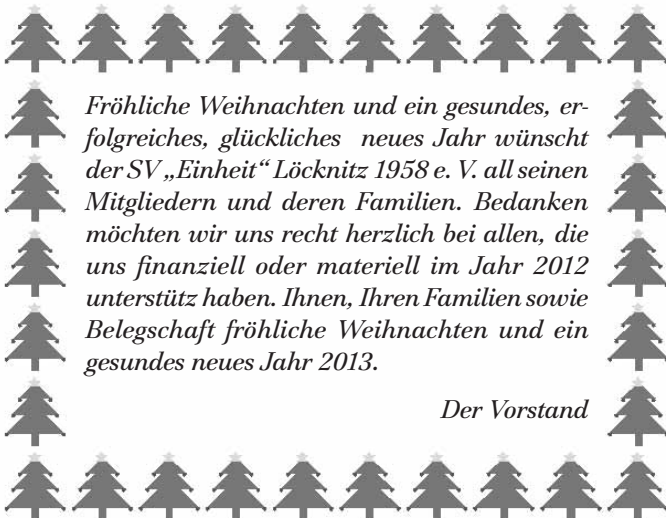 Fröhliche Weihnachten und ein gesundes, er-
folgreiches, glückliches  neues Jahr wünscht
der SV „Einheit“ Löcknitz 1958 e. V. all seinen
Mitgliedern und deren Familien. Bedanken
möchten wir uns recht herzlich bei allen, die
uns finanziell oder materiell im Jahr 2012
unterstütz haben. Ihnen, Ihren Familien sowie
Belegschaft fröhliche Weihnachten und ein
gesundes neues Jahr 2013.
Der Vorstand